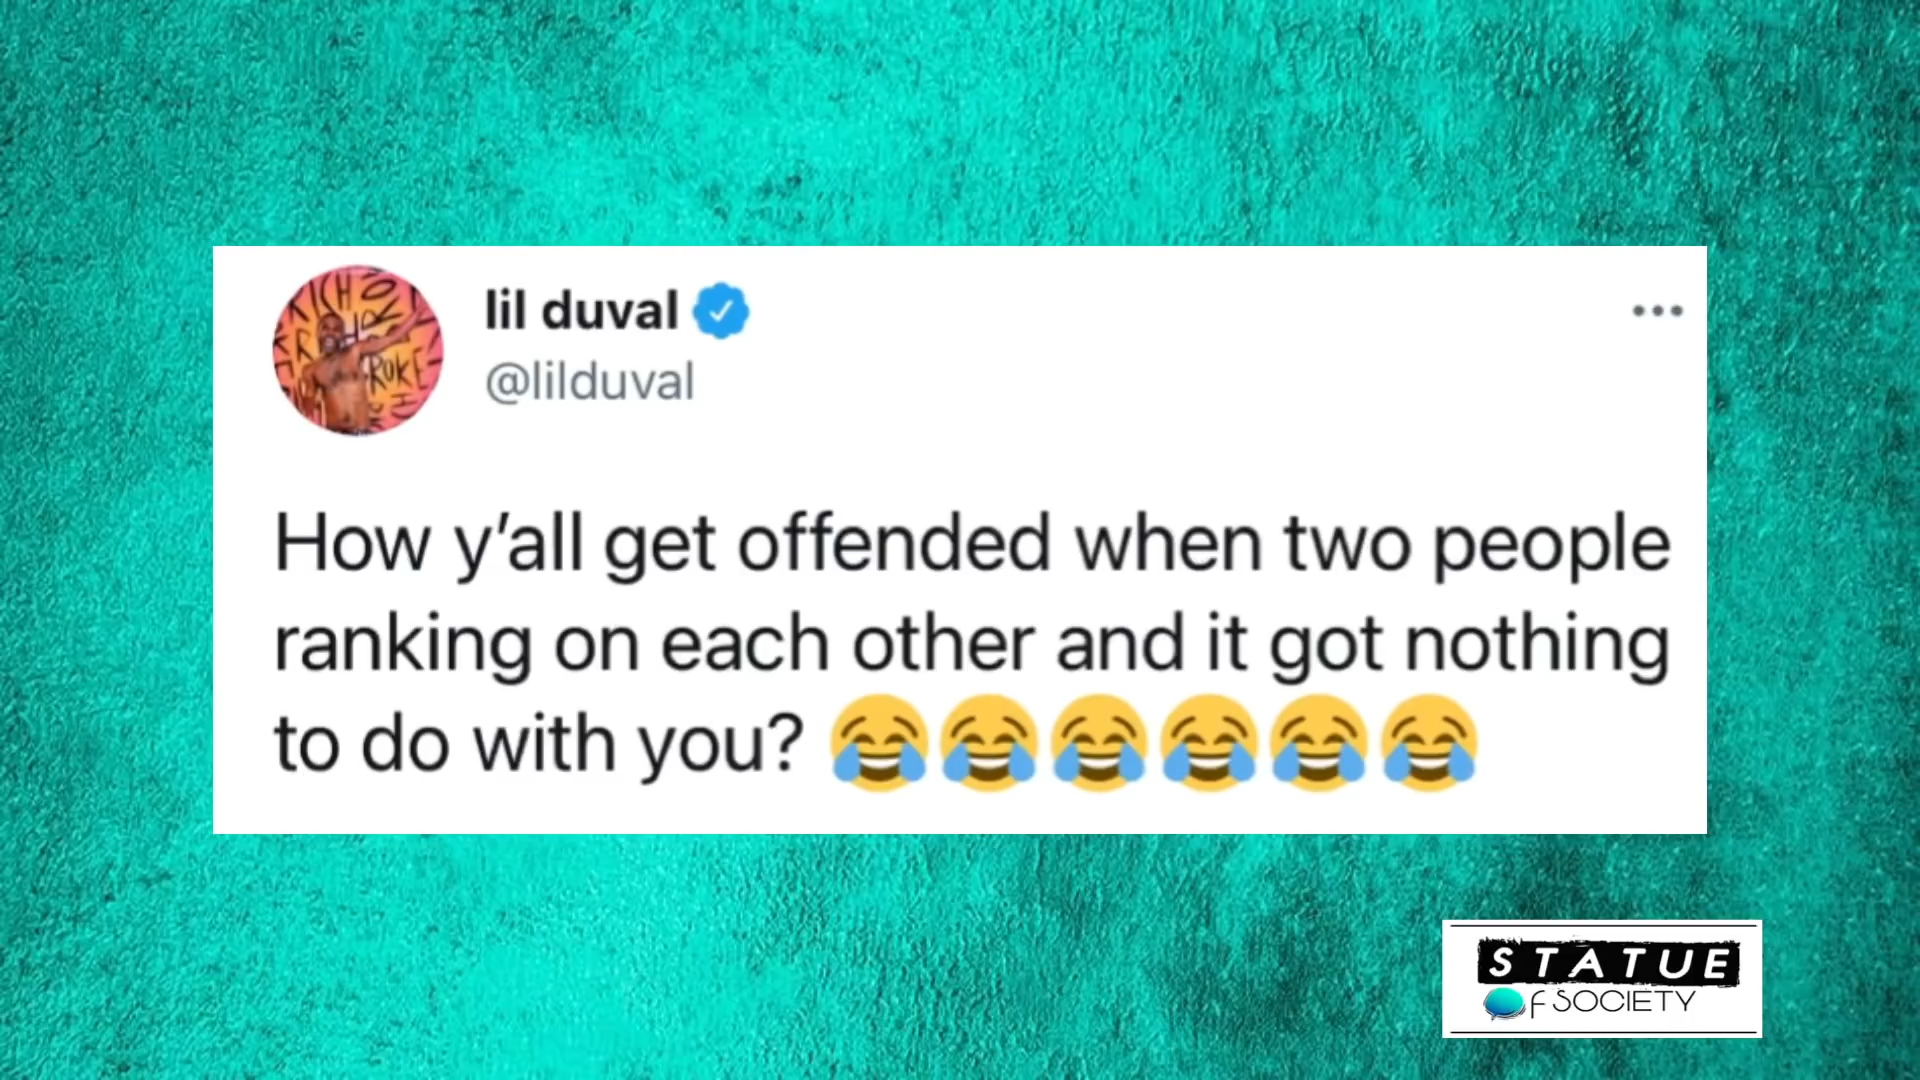 lil duval
@lilduval
How y'all get offended when two people
ranking on each other and it got nothing
to do with you? 😂😂😂😂😂😂
STATUE
OF SOCIETY